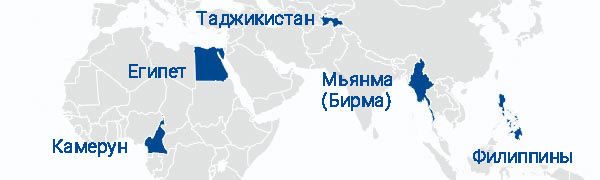 Таджикистан
Египет
Мьянма
(Бирма)
Камерун
Филиппины